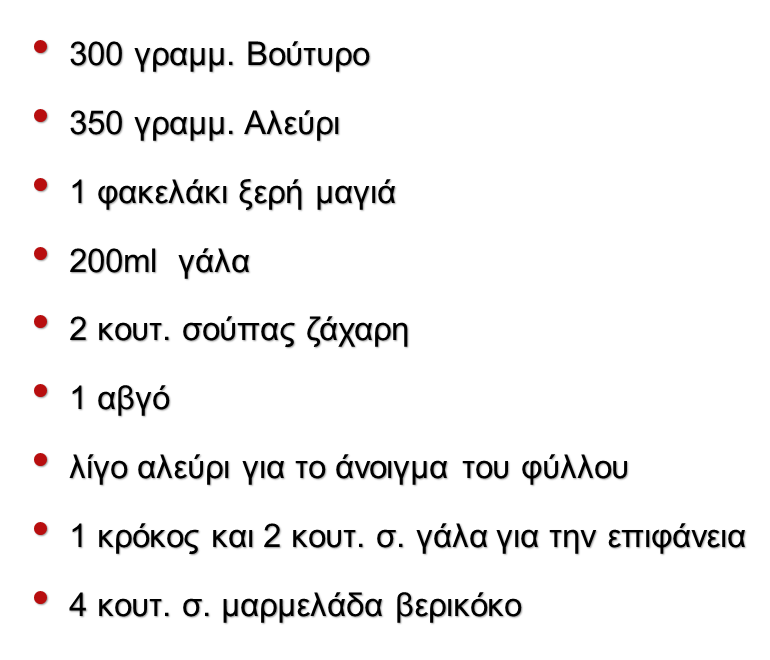 • 300 γραμμ. Βούτυρο
• 350 γραμμ. Αλεύρι
• 1 φακελάκι ξερή μαγιά
• 200ml  γάλα
• 2 κουτ. σούπας ζάχαρη
• 1 αβγό
• λίγο αλεύρι για το άνοιγμα του φύλλου
• 1 κρόκος και 2 κουτ. σ. γάλα για την επιφάνεια
• 4 κουτ. σ. μαρμελάδα βερικόκο